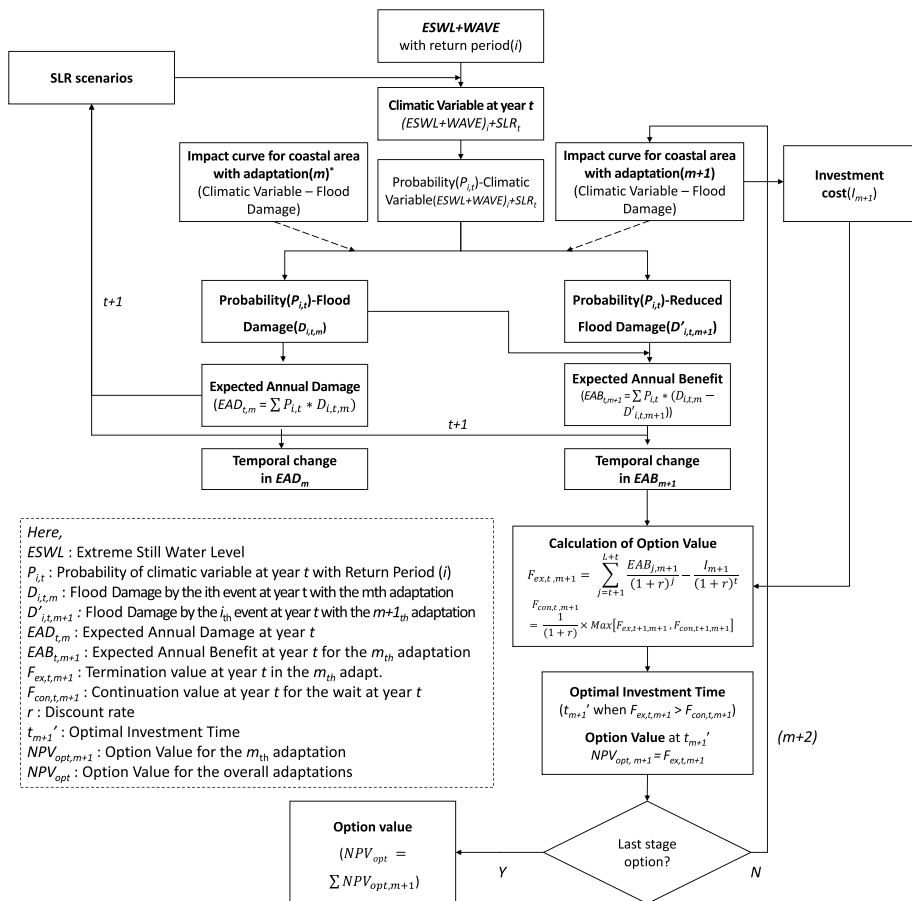 ESWL+WAVE
with return period(i)
SLR scenarios
Climatic Variable at year t
(ESWL+WAVE)i+SLRt
Impact curve for coastal area
with adaptation(m)*
(Climatic Variable – Flood
Damage)
Probability(Pi,t)-Climatic
Variable(ESWL+WAVE)i+SLRt
Impact curve for coastal area
with adaptation(m+1)
(Climatic Variable – Flood
Damage)
Investment
cost(Im+1)
t+1
Probability(Pi,t)-Flood
Damage(Di,t,m)
Probability(Pi,t)-Reduced
Flood Damage(D'i,t,m+1)
Expected Annual Damage
(EADt,m = ∑ Pi,t * Di,t,m)
Expected Annual Benefit
(EABt,m+1 = ∑ Pi,t * (Di,t,m −
D'i,t,m+1))
t+1
Temporal change
in EADm
Temporal change
in EABm+1
Here,
ESWL : Extreme Still Water Level
Pi,t : Probability of climatic variable at year t with Return Period (i)
Di,t,m : Flood Damage by the ith event at year t with the mth adaptation
D'i,t,m+1 : Flood Damage by the ith event at year t with the m+1th adaptation
EADt,m : Expected Annual Damage at year t
EABt,m+1 : Expected Annual Benefit at year t for the mth adaptation
Fex,t,m+1 : Termination value at year t in the mth adapt.
Fcon,t,m+1 : Continuation value at year t for the wait at year t
r : Discount rate
tm+1' : Optimal Investment Time
NPVopt,m+1 : Option Value for the mth adaptation
NPVopt : Option Value for the overall adaptations
Calculation of Option Value
Fex,t,m+1 = ∑_{j=t+1}^{L+t} EABj,m+1/(1 + r)^j − Im+1/(1 + r)^t
Fcon,t,m+1
= 1/(1 + r) × Max[Fex,t+1,m+1 , Fcon,t+1,m+1]
Optimal Investment Time
(tm+1' when Fex,t,m+1 > Fcon,t,m+1)
Option Value at tm+1'
NPVopt, m+1 = Fex,t,m+1
(m+2)
Last stage
option?
Y
N
Option value
(NPVopt =
∑ NPVopt,m+1)